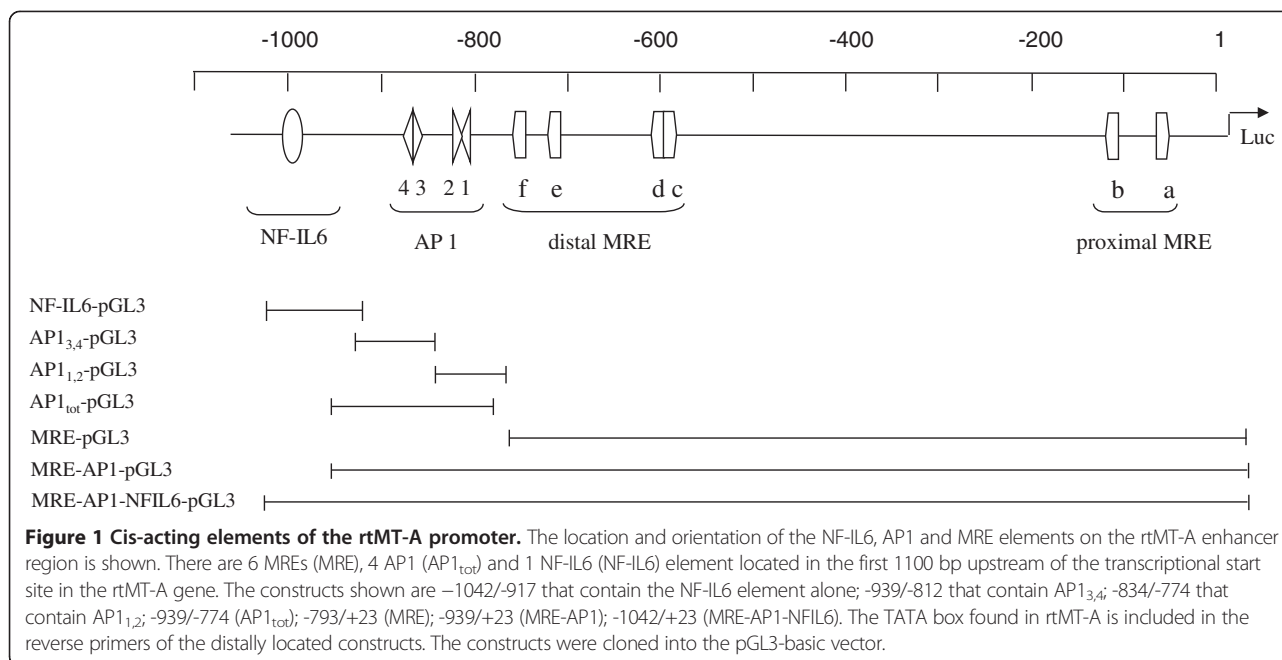 -1000 -800 -600 -400 -200 1
Luc
4 3 2 1 f e d c b a
NF-IL6 AP 1 distal MRE proximal MRE
NF-IL6-pGL3
AP13,4-pGL3
AP11,2-pGL3
AP1tot-pGL3
MRE-pGL3
MRE-AP1-pGL3
MRE-AP1-NFIL6-pGL3
Figure 1 Cis-acting elements of the rtMT-A promoter. The location and orientation of the NF-IL6, AP1 and MRE elements on the rtMT-A enhancer
region is shown. There are 6 MREs (MRE), 4 AP1 (AP1tot) and 1 NF-IL6 (NF-IL6) element located in the first 1100 bp upstream of the transcriptional start
site in the rtMT-A gene. The constructs shown are −1042/-917 that contain the NF-IL6 element alone; -939/-812 that contain AP13,4; -834/-774 that
contain AP11,2; -939/-774 (AP1tot); -793/+23 (MRE); -939/+23 (MRE-AP1); -1042/+23 (MRE-AP1-NFIL6). The TATA box found in rtMT-A is included in the
reverse primers of the distally located constructs. The constructs were cloned into the pGL3-basic vector.